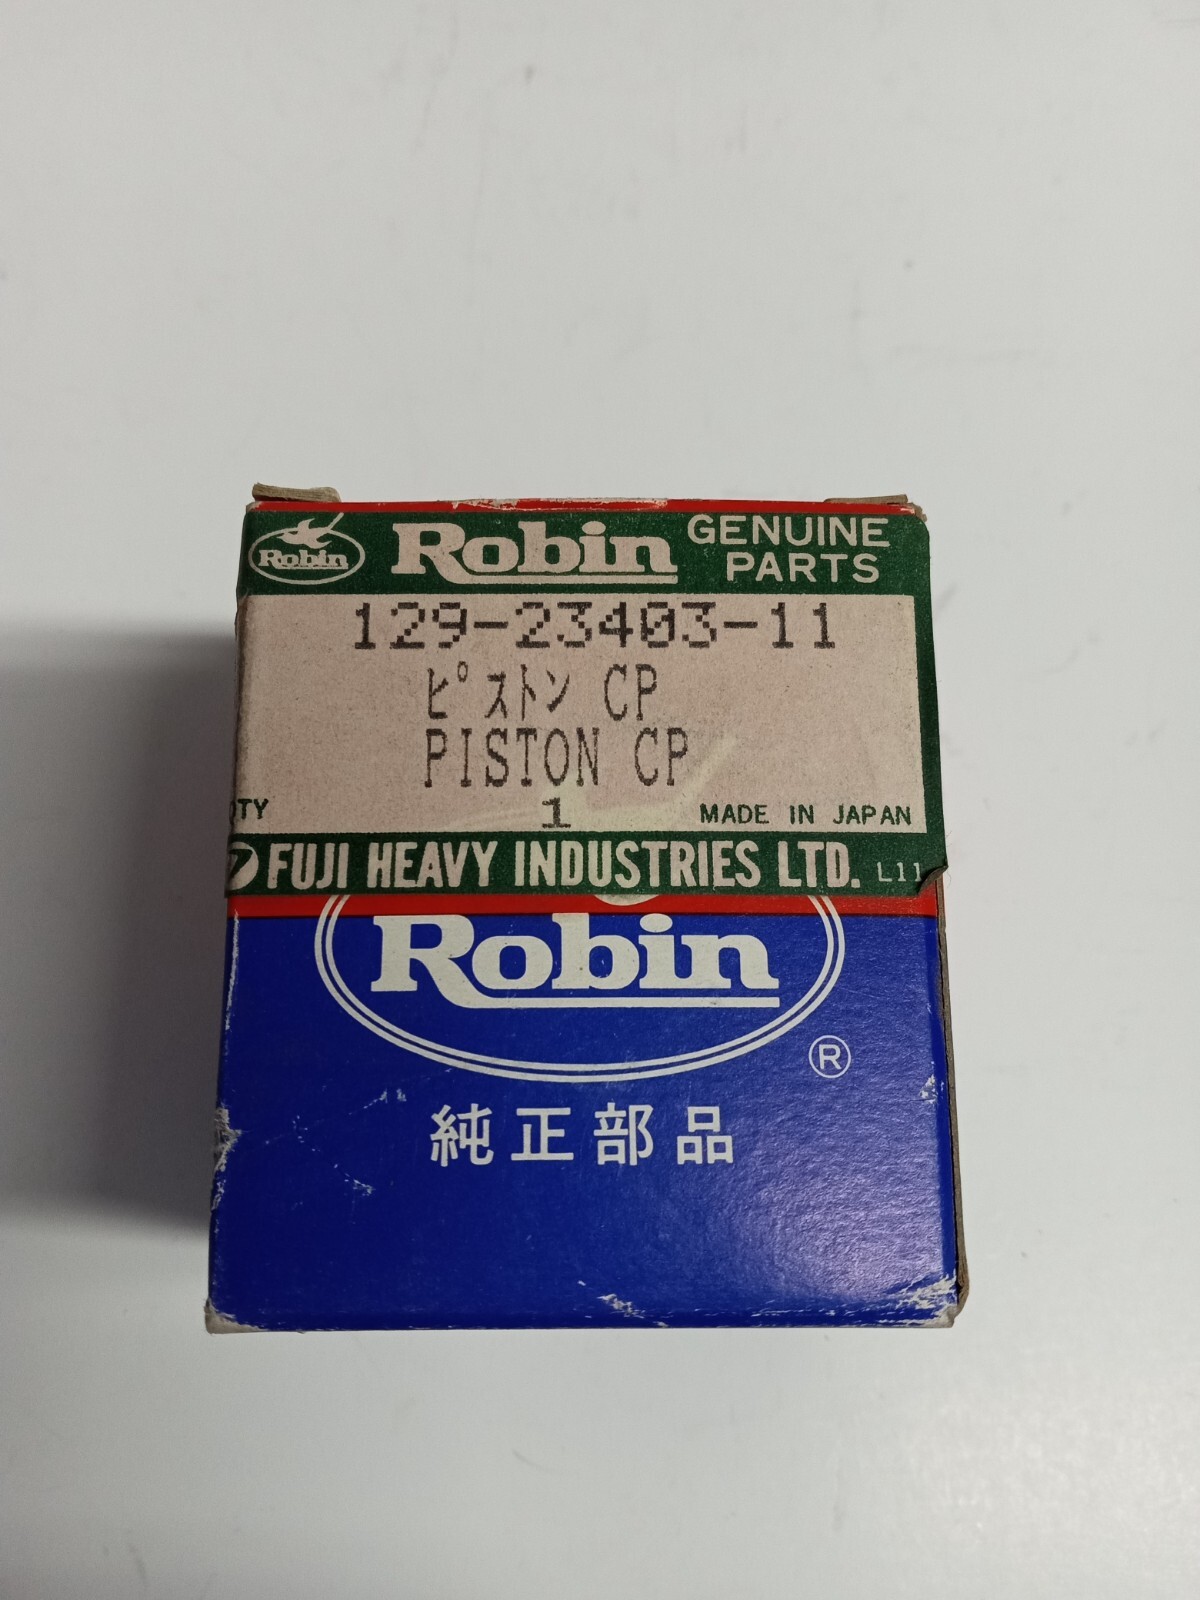 Robin
Robin
GENUINE
PARTS
129-23403-11
ピストン CP
PISTON CP
1
MADE IN JAPAN
FUJI HEAVY INDUSTRIES LTD.
L11
Robin
®
純正部品